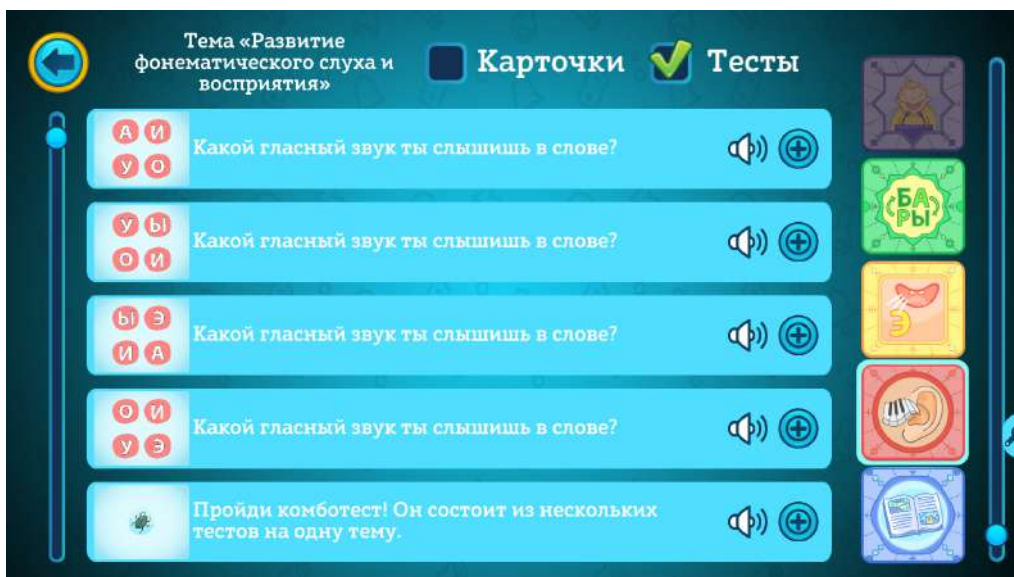 Тема «Развитие
фонематического слуха и
восприятия»
Карточки
Тесты
А И
У О
Какой гласный звук ты слышишь в слове?
У Ы
О И
Какой гласный звук ты слышишь в слове?
Ы Э
И А
Какой гласный звук ты слышишь в слове?
О И
У Э
Какой гласный звук ты слышишь в слове?
Пройди комботест! Он состоит из нескольких
тестов на одну тему.
БА
РЫ
Э